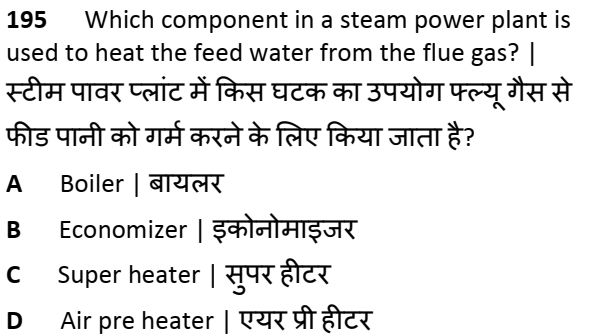 195 Which component in a steam power plant is
used to heat the feed water from the flue gas? |
स्टीम पावर प्लांट में किस घटक का उपयोग फ्ल्यू गैस से
फीड पानी को गर्म करने के लिए किया जाता है?
A Boiler | बायलर
B Economizer | इकोनोमाइजर
C Super heater | सुपर हीटर
D Air pre heater | एयर प्री हीटर